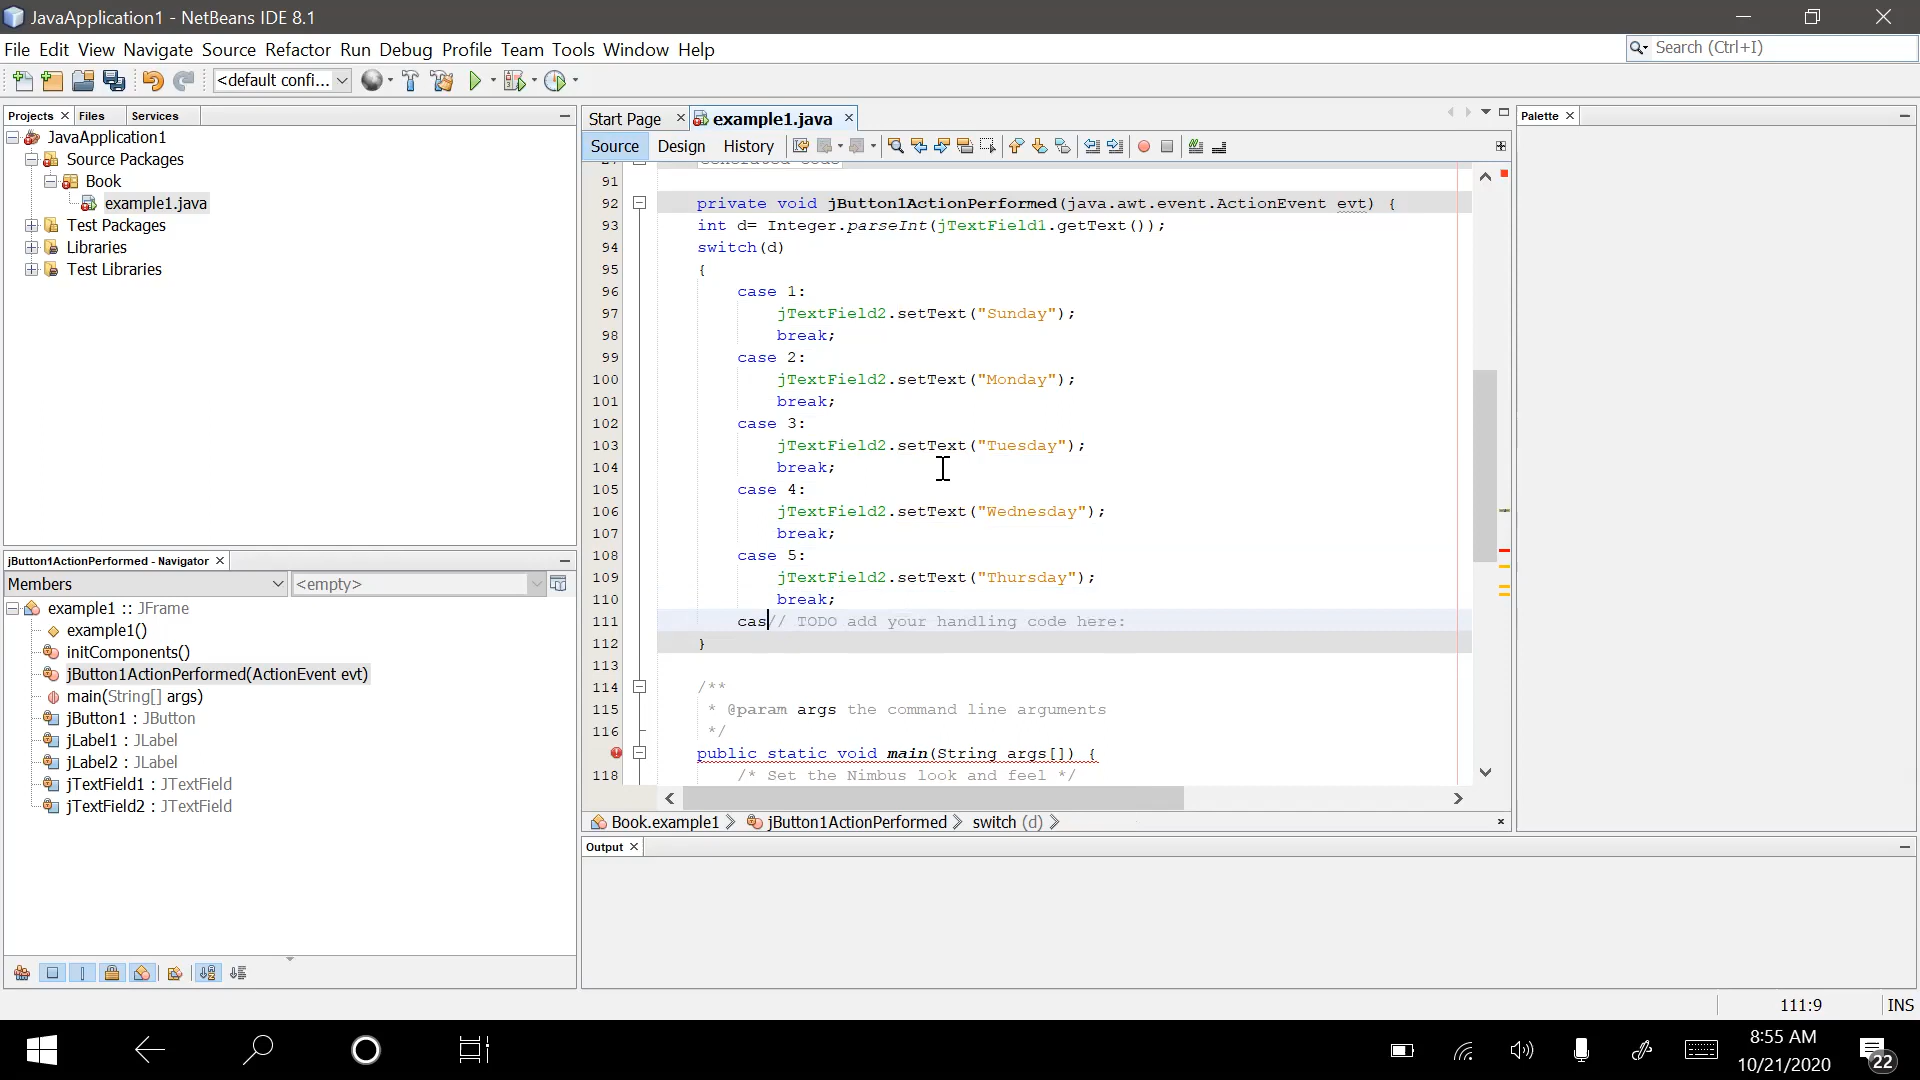 JavaApplication1 - NetBeans IDE 8.1
File Edit View Navigate Source Refactor Run Debug Profile Team Tools Window Help
Search (Ctrl+I)
<default confi...
Projects Files Services
JavaApplication1
Source Packages
Book
example1.java
Test Packages
Libraries
Test Libraries
jButton1ActionPerformed - Navigator
Members <empty>
example1 :: JFrame
example1()
initComponents()
jButton1ActionPerformed(ActionEvent evt)
main(String[] args)
jButton1 : JButton
jLabel1 : JLabel
jLabel2 : JLabel
jTextField1 : JTextField
jTextField2 : JTextField
Start Page example1.java
Source Design History
91
92 private void jButton1ActionPerformed(java.awt.event.ActionEvent evt) {
93 int d= Integer.parseInt(jTextField1.getText());
94 switch(d)
95 {
96 case 1:
97 jTextField2.setText("Sunday");
98 break;
99 case 2:
100 jTextField2.setText("Monday");
101 break;
102 case 3:
103 jTextField2.setText("Tuesday");
104 break;
105 case 4:
106 jTextField2.setText("Wednesday");
107 break;
108 case 5:
109 jTextField2.setText("Thursday");
110 break;
111 cas// TODO add your handling code here:
112 }
113
114 /**
115 * @param args the command line arguments
116 */
public static void main(String args[]) {
118 /* Set the Nimbus look and feel */
Book.example1 jButton1ActionPerformed switch (d)
Output
Palette
111:9 INS
8:55 AM
10/21/2020
22